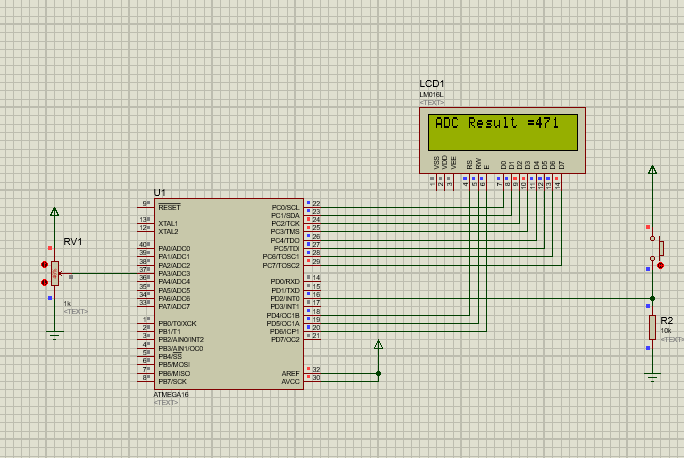 LCD1
LM016L
<TEXT>
ADC Result =471
VSS
VDD
VEE
RS
RW
E
D0
D1
D2
D3
D4
D5
D6
D7
1
2
3
4
5
6
7
8
9
10
11
12
13
14
U1
9 RESET PC0/SCL 22
PC1/SDA 23
13 XTAL1 PC2/TCK 24
12 XTAL2 PC3/TMS 25
PC4/TDO 26
40 PA0/ADC0 PC5/TDI 27
39 PA1/ADC1 PC6/TOSC1 28
38 PA2/ADC2 PC7/TOSC2 29
37 PA3/ADC3
36 PA4/ADC4 PD0/RXD 14
35 PA5/ADC5 PD1/TXD 15
34 PA6/ADC6 PD2/INT0 16
33 PA7/ADC7 PD3/INT1 17
PD4/OC1B 18
1 PB0/T0/XCK PD5/OC1A 19
2 PB1/T1 PD6/ICP1 20
3 PB2/AIN0/INT2 PD7/OC2 21
4 PB3/AIN1/OC0
5 PB4/SS
6 PB5/MOSI
7 PB6/MISO AREF 32
8 PB7/SCK AVCC 30
ATMEGA16
<TEXT>
RV1
1k
<TEXT>
R2
10k
<TEXT>